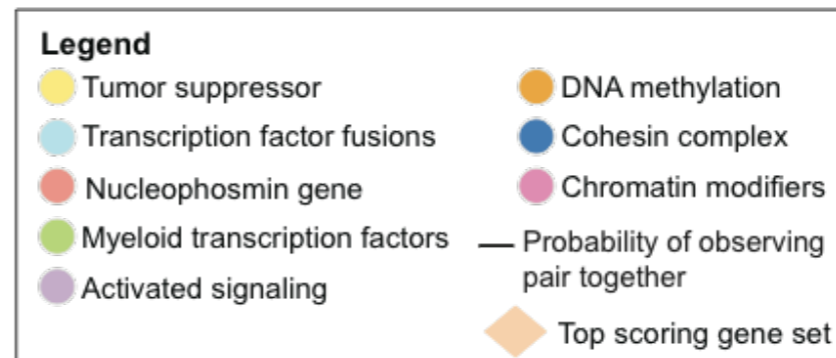 Legend
Tumor suppressor
Transcription factor fusions
Nucleophosmin gene
Myeloid transcription factors
Activated signaling
DNA methylation
Cohesin complex
Chromatin modifiers
Probability of observing
pair together
Top scoring gene set